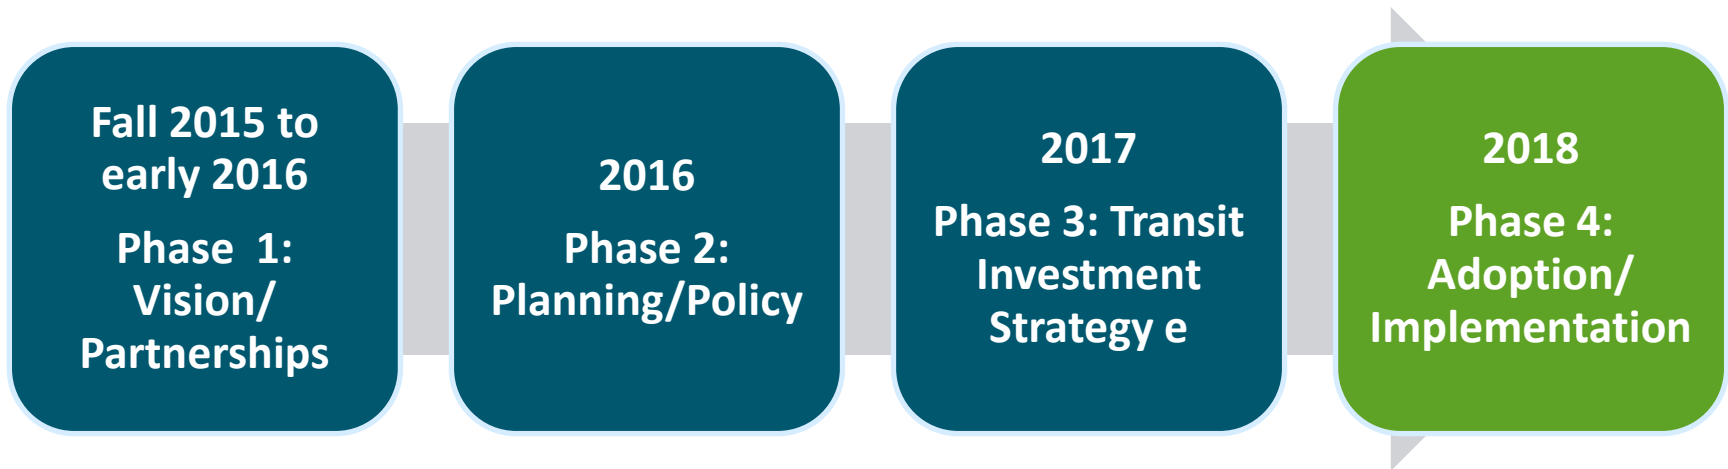 Fall 2015 to
early 2016
Phase  1:
Vision/
Partnerships
2016
Phase 2:
Planning/Policy
2017
Phase 3: Transit
Investment
Strategy e
2018
Phase 4:
Adoption/
Implementation